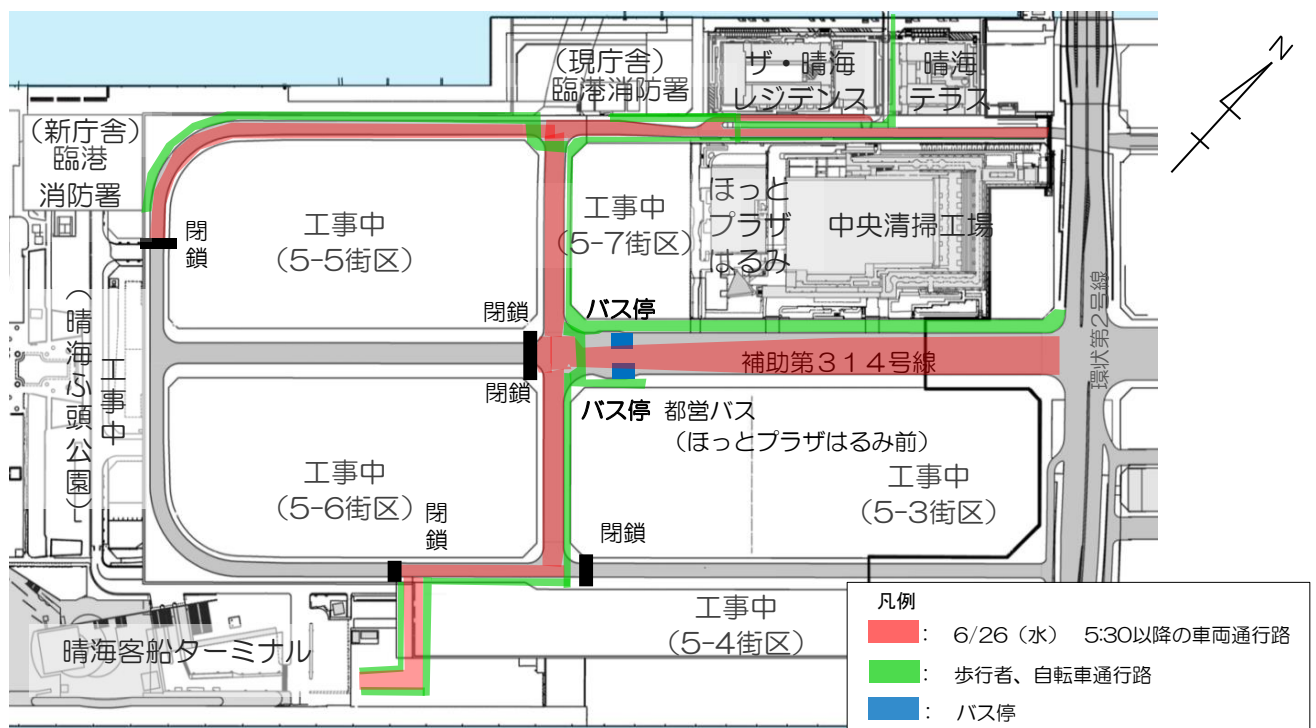 (現庁舎)
臨港消防署
ザ・晴海
レジデンス
晴海
テラス
N
(新庁舎)
臨港
消防署
閉
鎖
工事中
(5-5街区)
工事中
(5-7街区)
ほっと
プラザ
はるみ
中央清掃工場
(晴海ふ頭公園)
工事中
閉鎖
バス停
補助第314号線
環状第2号線
閉鎖
バス停 都営バス
(ほっとプラザはるみ前)
工事中
(5-6街区)
閉
鎖
閉鎖
工事中
(5-3街区)
晴海客船ターミナル
工事中
(5-4街区)
凡例
: 6/26(水) 5:30以降の車両通行路
: 歩行者、自転車通行路
: バス停